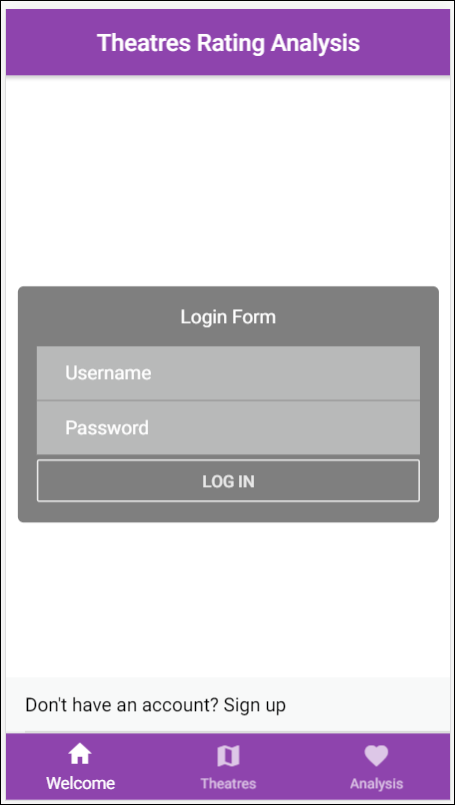 Theatres Rating Analysis
Login Form
Username
Password
LOG IN
Don't have an account? Sign up
Welcome
Theatres
Analysis